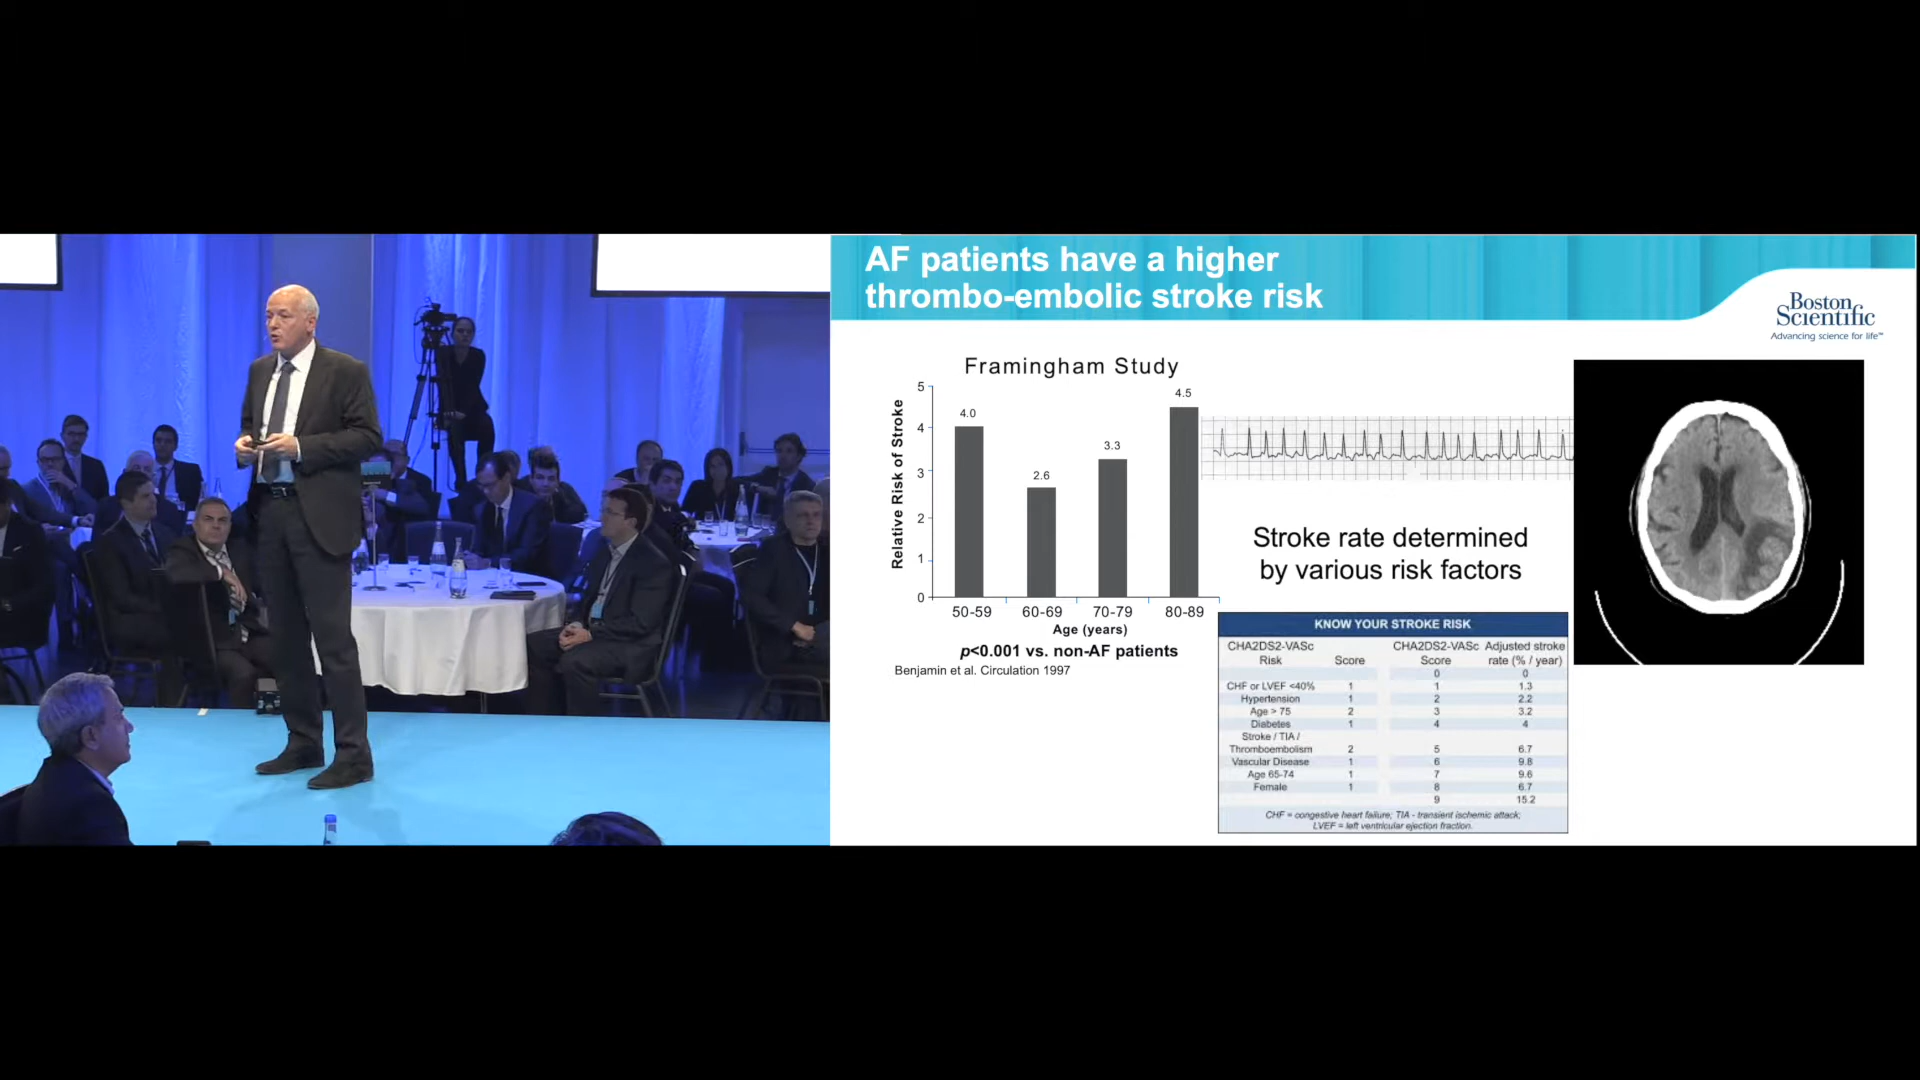 AF patients have a higher
thrombo-embolic stroke risk
Boston
Scientific
Advancing science for life™
Framingham Study
Relative Risk of Stroke
5
4
3
2
1
0
4.0
2.6
3.3
4.5
50-59 60-69 70-79 80-89
Age (years)
p<0.001 vs. non-AF patients
Benjamin et al. Circulation 1997
Stroke rate determined
by various risk factors
KNOW YOUR STROKE RISK
CHA2DS2-VASc CHA2DS2-VASc Adjusted stroke
Risk Score Score rate (% / year)
0 0
CHF or LVEF <40% 1 1 1.3
Hypertension 1 2 2.2
Age > 75 2 3 3.2
Diabetes 1 4 4
Stroke / TIA /
Thromboembolism 2 5 6.7
Vascular Disease 1 6 9.8
Age 65-74 1 7 9.6
Female 1 8 6.7
9 15.2
CHF = congestive heart failure; TIA - transient ischemic attack;
LVEF = left ventricular ejection fraction.